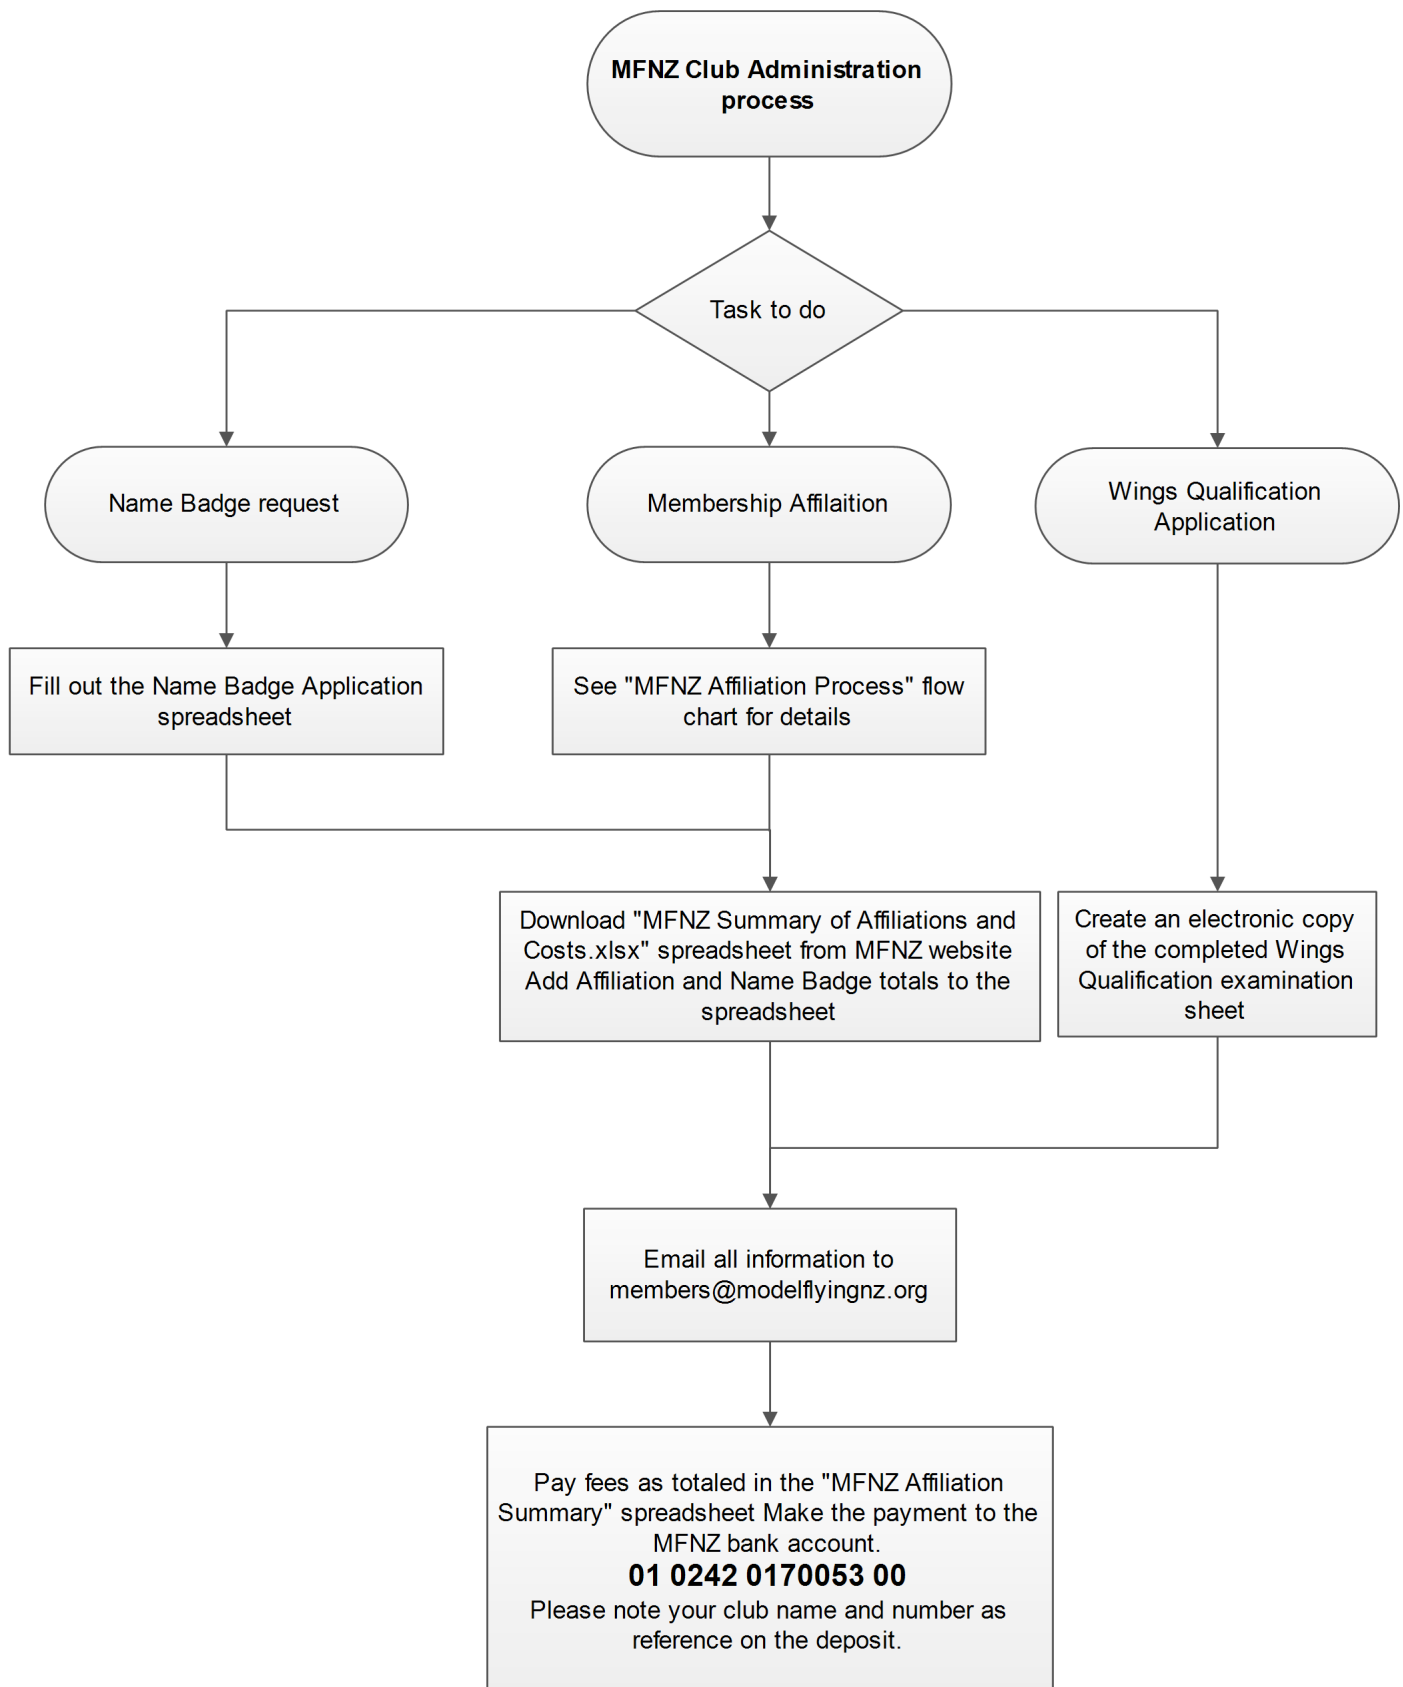 MFNZ Club Administration
process
Task to do
Name Badge request
Membership Affilaition
Wings Qualification
Application
Fill out the Name Badge Application
spreadsheet
See "MFNZ Affiliation Process" flow
chart for details
Download "MFNZ Summary of Affiliations and
Costs.xlsx" spreadsheet from MFNZ website
Add Affiliation and Name Badge totals to the
spreadsheet
Create an electronic copy
of the completed Wings
Qualification examination
sheet
Email all information to
members@modelflyingnz.org
Pay fees as totaled in the "MFNZ Affiliation
Summary" spreadsheet Make the payment to the
MFNZ bank account.
01 0242 0170053 00
Please note your club name and number as
reference on the deposit.